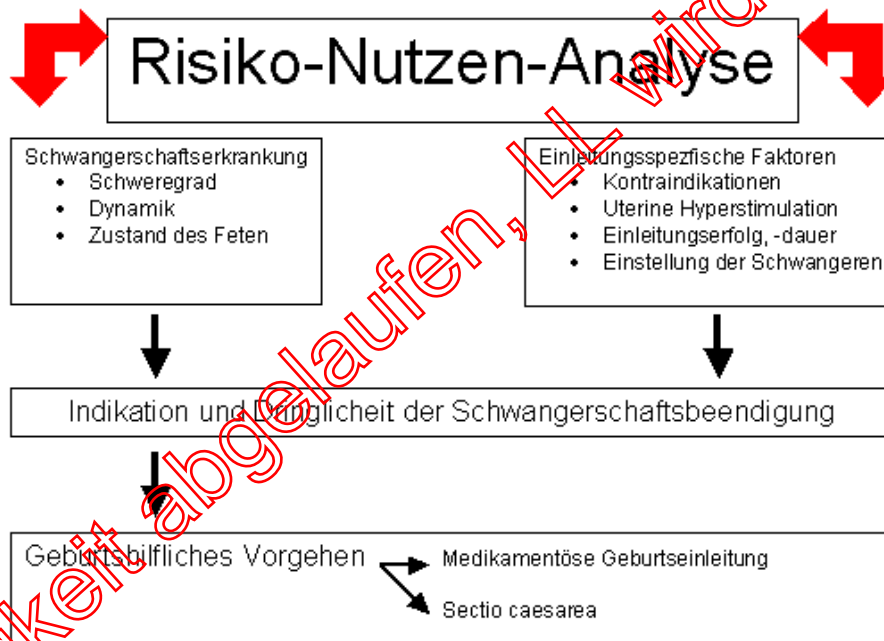 Risiko-Nutzen-Analyse
Schwangerschaftserkrankung
• Schweregrad
• Dynamik
• Zustand des Feten
Einleitungsspezfische Faktoren
• Kontraindikationen
• Uterine Hyperstimulation
• Einleitungserfolg, -dauer
• Einstellung der Schwangeren
Indikation und Dringlicheit der Schwangerschaftsbeendigung
Geburtshilfliches Vorgehen
Medikamentöse Geburtseinleitung
Sectio caesarea
abgelaufen, LL wird